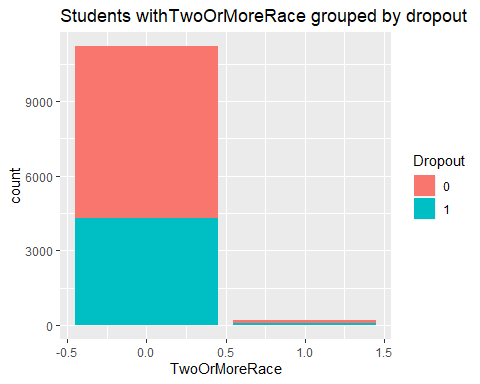 Students withTwoOrMoreRace grouped by dropout
9000
6000
3000
0
count
-0.5 0.0 0.5 1.0 1.5
TwoOrMoreRace
Dropout
0
1